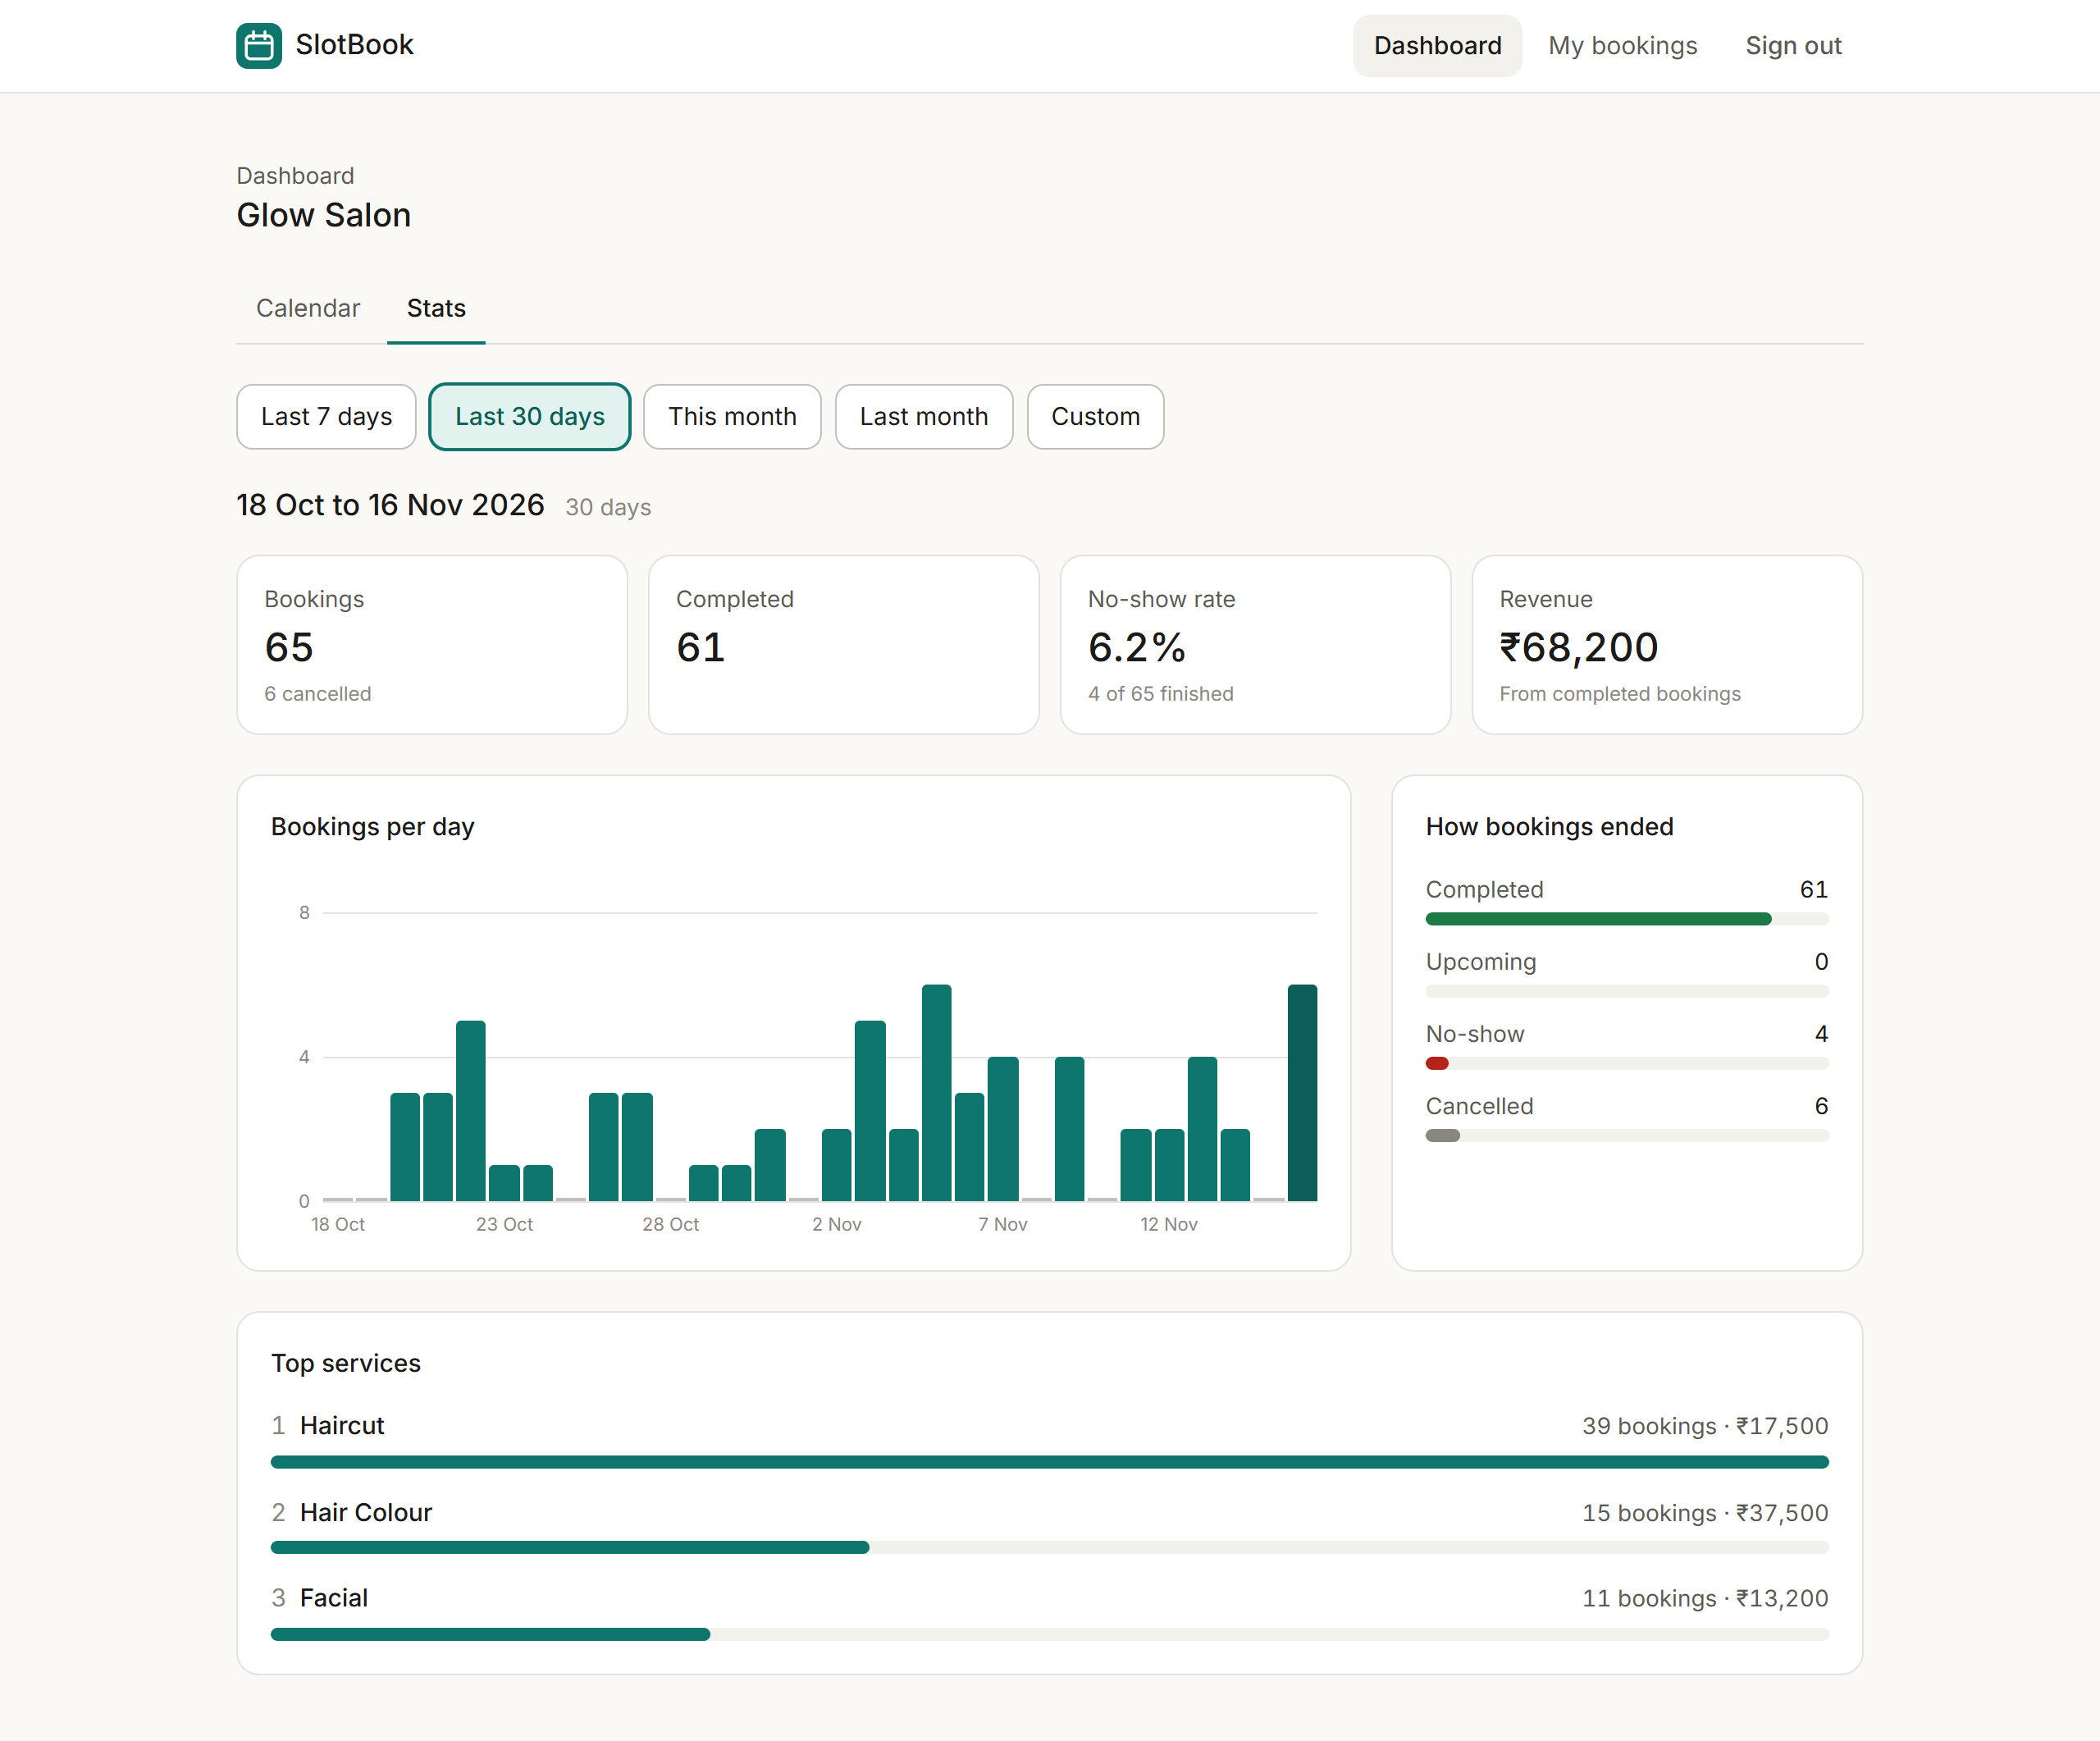 SlotBook
Dashboard My bookings Sign out
Dashboard
Glow Salon
Calendar Stats
Last 7 days Last 30 days This month Last month Custom
18 Oct to 16 Nov 2026 30 days
Bookings
65
6 cancelled
Completed
61
No-show rate
6.2%
4 of 65 finished
Revenue
₹68,200
From completed bookings
Bookings per day
8
4
0
18 Oct 23 Oct 28 Oct 2 Nov 7 Nov 12 Nov
How bookings ended
Completed 61
Upcoming 0
No-show 4
Cancelled 6
Top services
1 Haircut 39 bookings · ₹17,500
2 Hair Colour 15 bookings · ₹37,500
3 Facial 11 bookings · ₹13,200